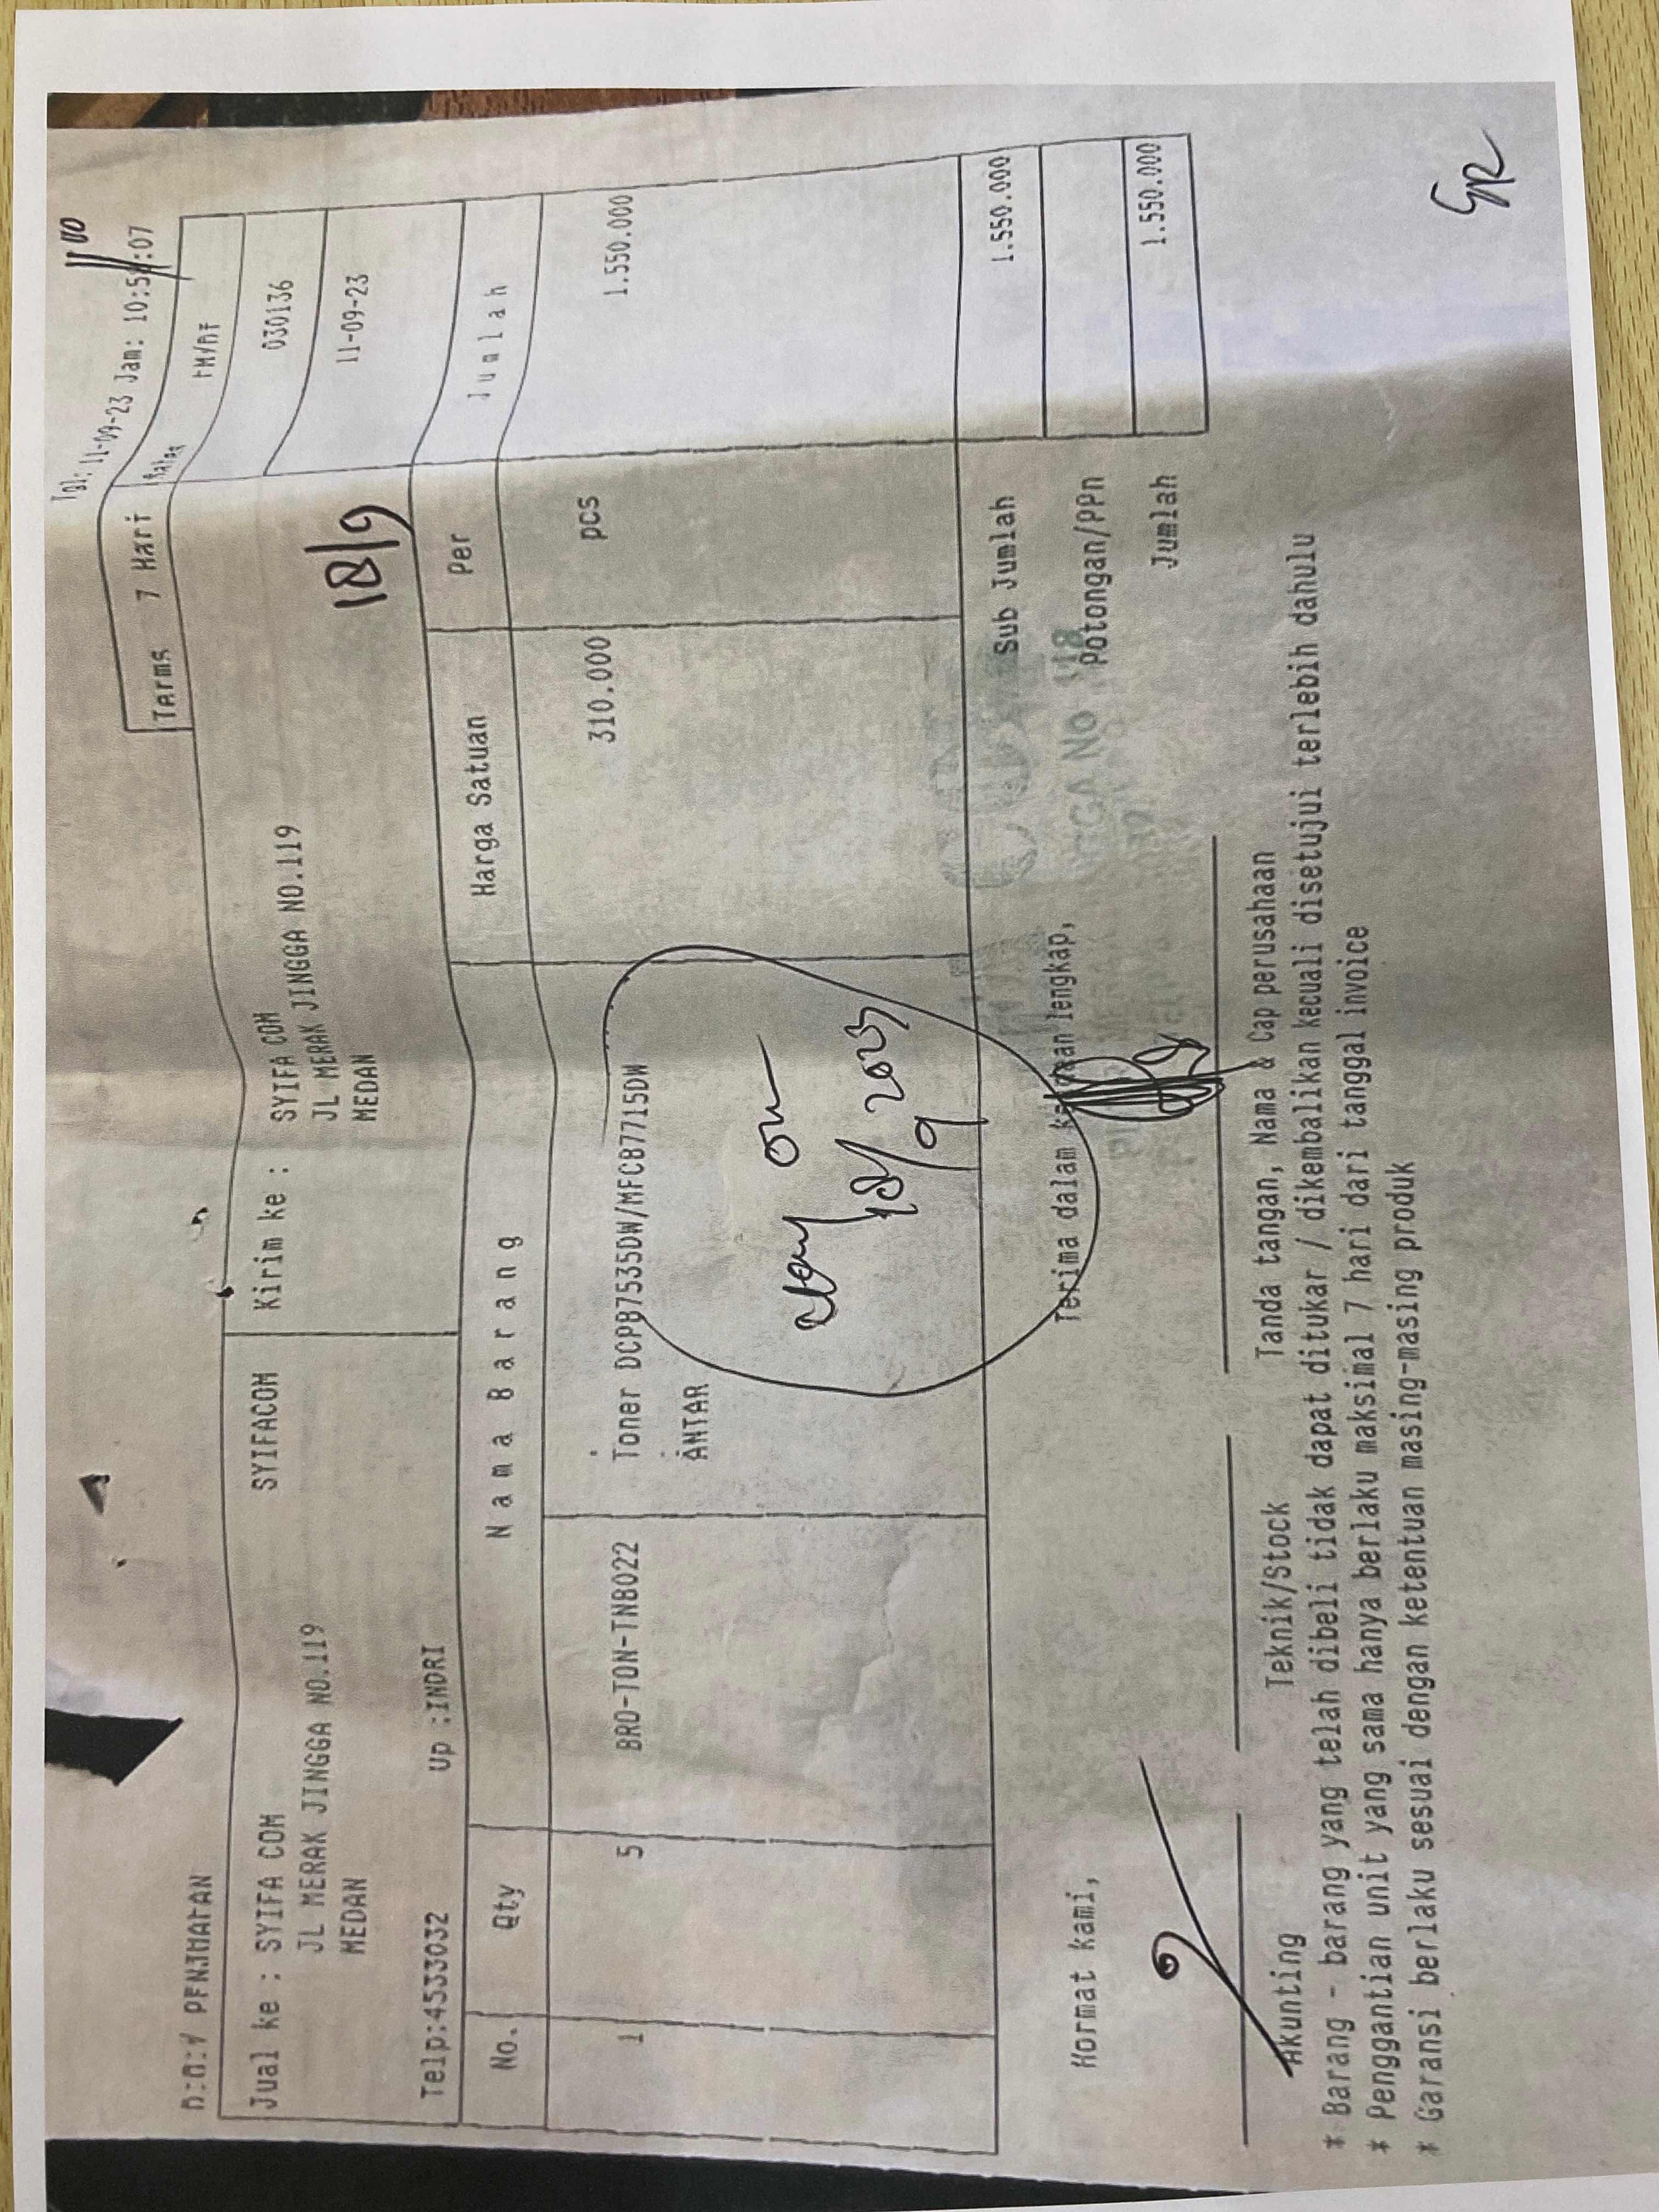 Tgl: 11-09-23 Jam: 10:5 :07
Terms 7 Hari Sales
PENJUALAN
Jual ke : SYIFA COM SYIFACOM
JL MERAK JINGGA NO.119
MEDAN
Telp:4533032 Up :INDRI
Kirim ke : SYIFA COM
JL MERAK JINGGA NO.119
MEDAN
030136
11-09-23
18/9
No. Qty Nama Barang Harga Satuan Per Jumlah
1 5 BRO-TON-TNB022 Toner DCPB7535DW/MFCB7715DW 310.000 pcs 1.550.000
ANTAR
18/9 2023
Sub Jumlah 1.550.000
Potongan/PPn
Jumlah 1.550.000
Hormat kami, Terima dalam lengkap,
Akunting Teknik/Stock Tanda tangan, Nama & Cap perusahaan
* Barang - barang yang telah dibeli tidak dapat ditukar / dikembalikan kecuali disetujui terlebih dahulu
* Penggantian unit yang sama hanya berlaku maksimal 7 hari dari tanggal invoice
* Garansi berlaku sesuai dengan ketentuan masing-masing produk